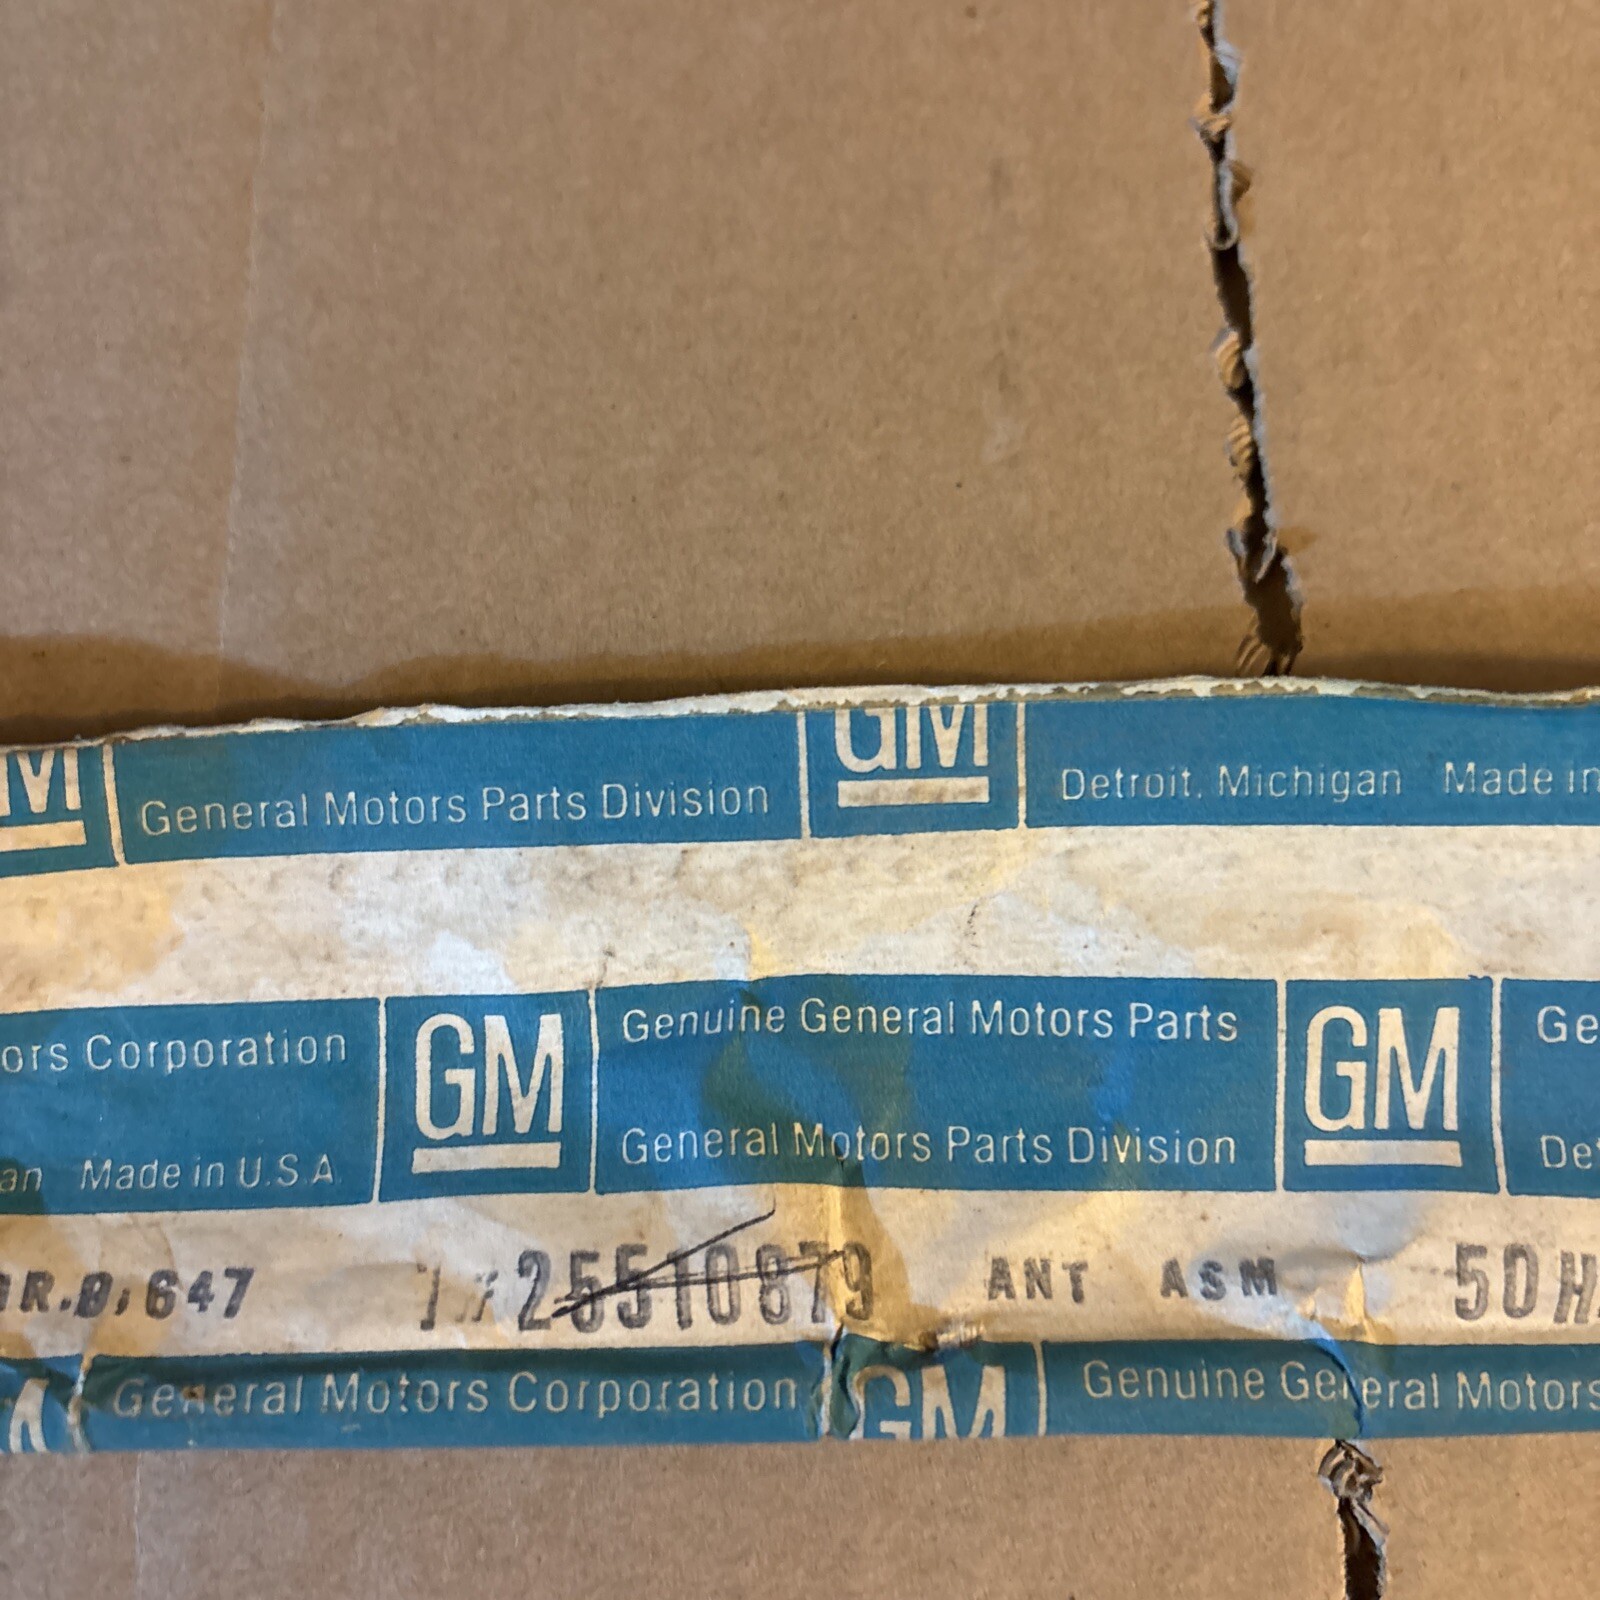 GM General Motors Parts Division GM Detroit, Michigan Made in
ors Corporation GM Genuine General Motors Parts GM Ge
an Made in U.S.A. General Motors Parts Division De
GR.8,647 1# 25510879 ANT ASM 50H
General Motors Corporation GM Genuine General Motors